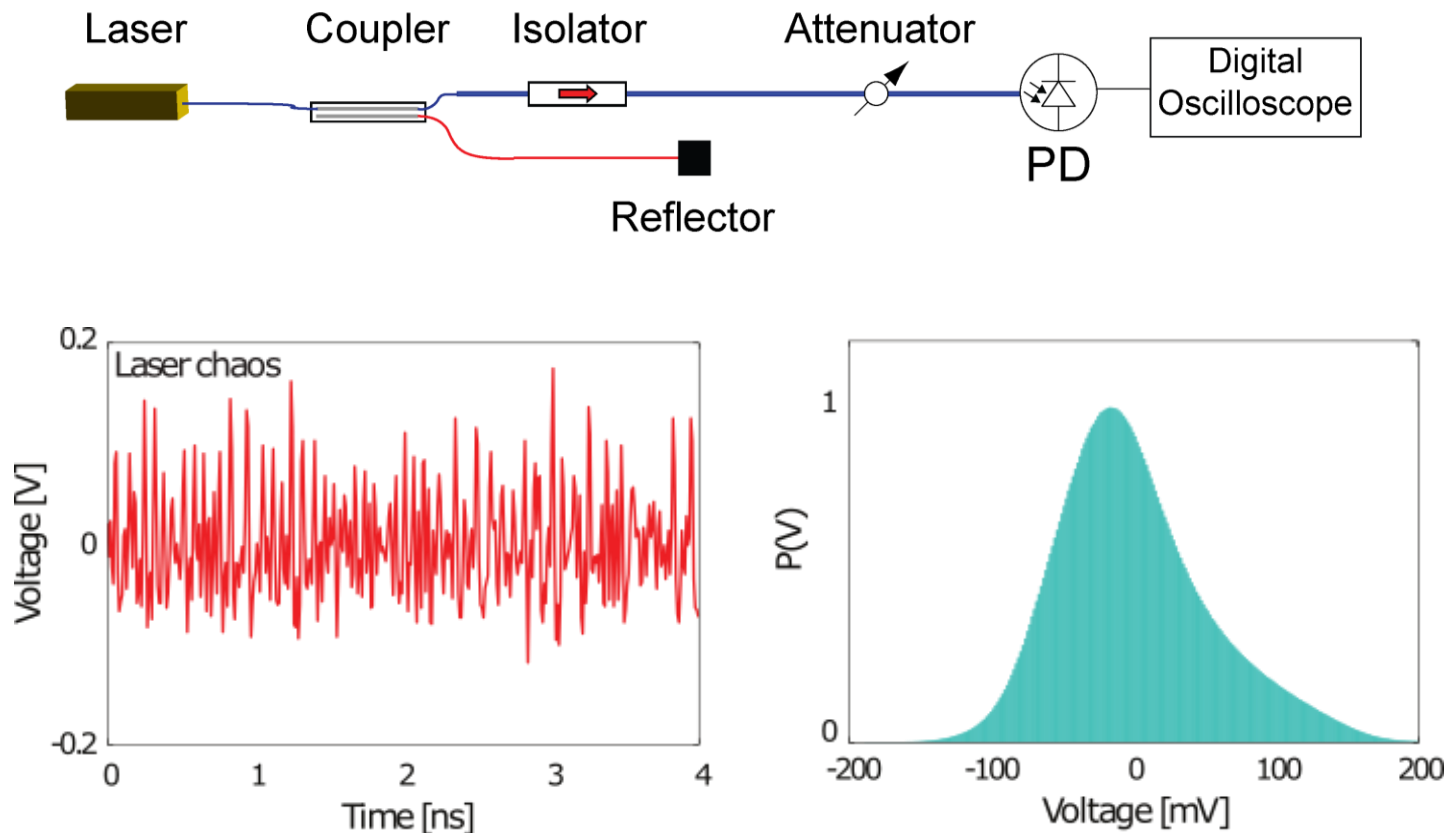 Laser
Coupler
Isolator
Attenuator
Digital
Oscilloscope
PD
Reflector
0.2
Laser chaos
Voltage [V]
0
-0.2
0
1
2
3
4
Time [ns]
1
P(V)
0
-200
-100
0
100
200
Voltage [mV]